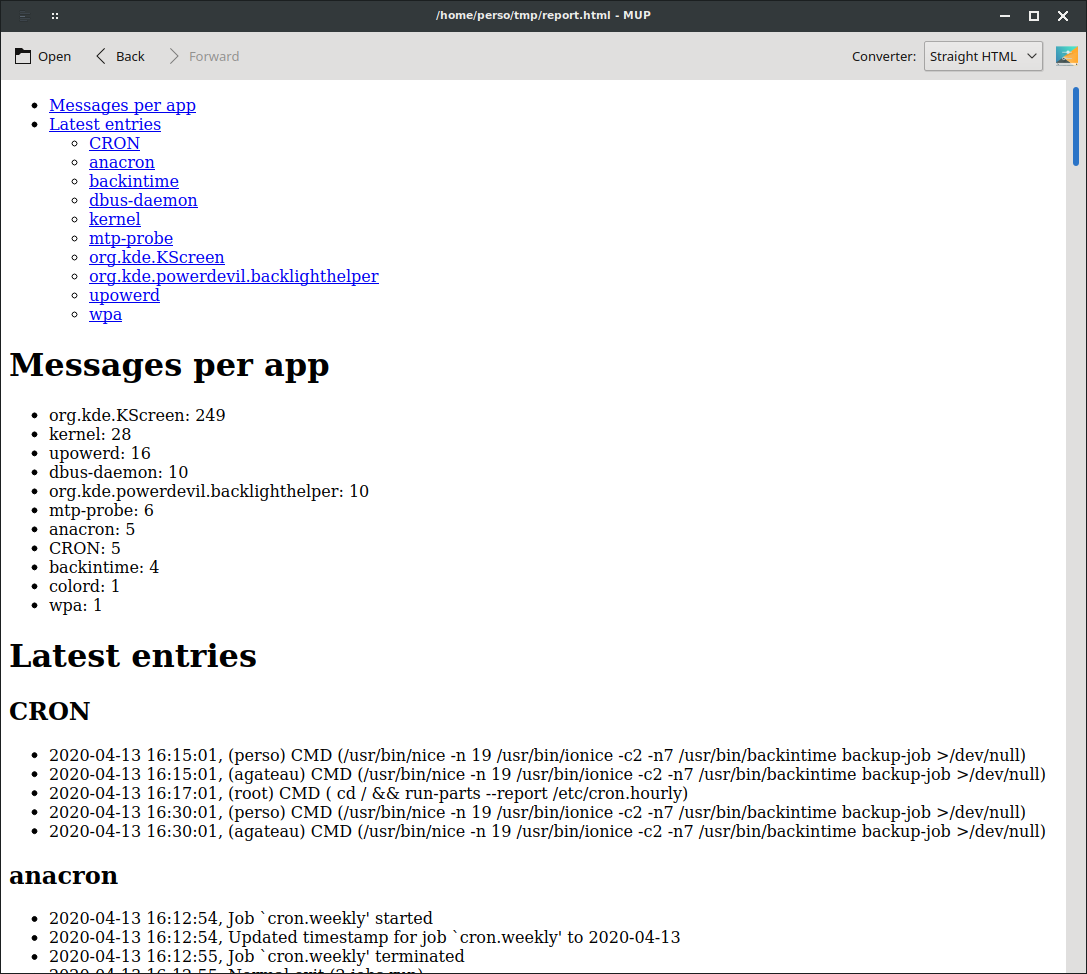 /home/perso/tmp/report.html - MUP
Open Back Forward Converter: Straight HTML
Messages per app
Latest entries
CRON
anacron
backintime
dbus-daemon
kernel
mtp-probe
org.kde.KScreen
org.kde.powerdevil.backlighthelper
upowerd
wpa
Messages per app
org.kde.KScreen: 249
kernel: 28
upowerd: 16
dbus-daemon: 10
org.kde.powerdevil.backlighthelper: 10
mtp-probe: 6
anacron: 5
CRON: 5
backintime: 4
colord: 1
wpa: 1
Latest entries
CRON
2020-04-13 16:15:01, (perso) CMD (/usr/bin/nice -n 19 /usr/bin/ionice -c2 -n7 /usr/bin/backintime backup-job >/dev/null)
2020-04-13 16:15:01, (agateau) CMD (/usr/bin/nice -n 19 /usr/bin/ionice -c2 -n7 /usr/bin/backintime backup-job >/dev/null)
2020-04-13 16:17:01, (root) CMD ( cd / && run-parts --report /etc/cron.hourly)
2020-04-13 16:30:01, (perso) CMD (/usr/bin/nice -n 19 /usr/bin/ionice -c2 -n7 /usr/bin/backintime backup-job >/dev/null)
2020-04-13 16:30:01, (agateau) CMD (/usr/bin/nice -n 19 /usr/bin/ionice -c2 -n7 /usr/bin/backintime backup-job >/dev/null)
anacron
2020-04-13 16:12:54, Job `cron.weekly' started
2020-04-13 16:12:54, Updated timestamp for job `cron.weekly' to 2020-04-13
2020-04-13 16:12:55, Job `cron.weekly' terminated
2020-04-13 16:12:55, Normal exit (2 jobs run)